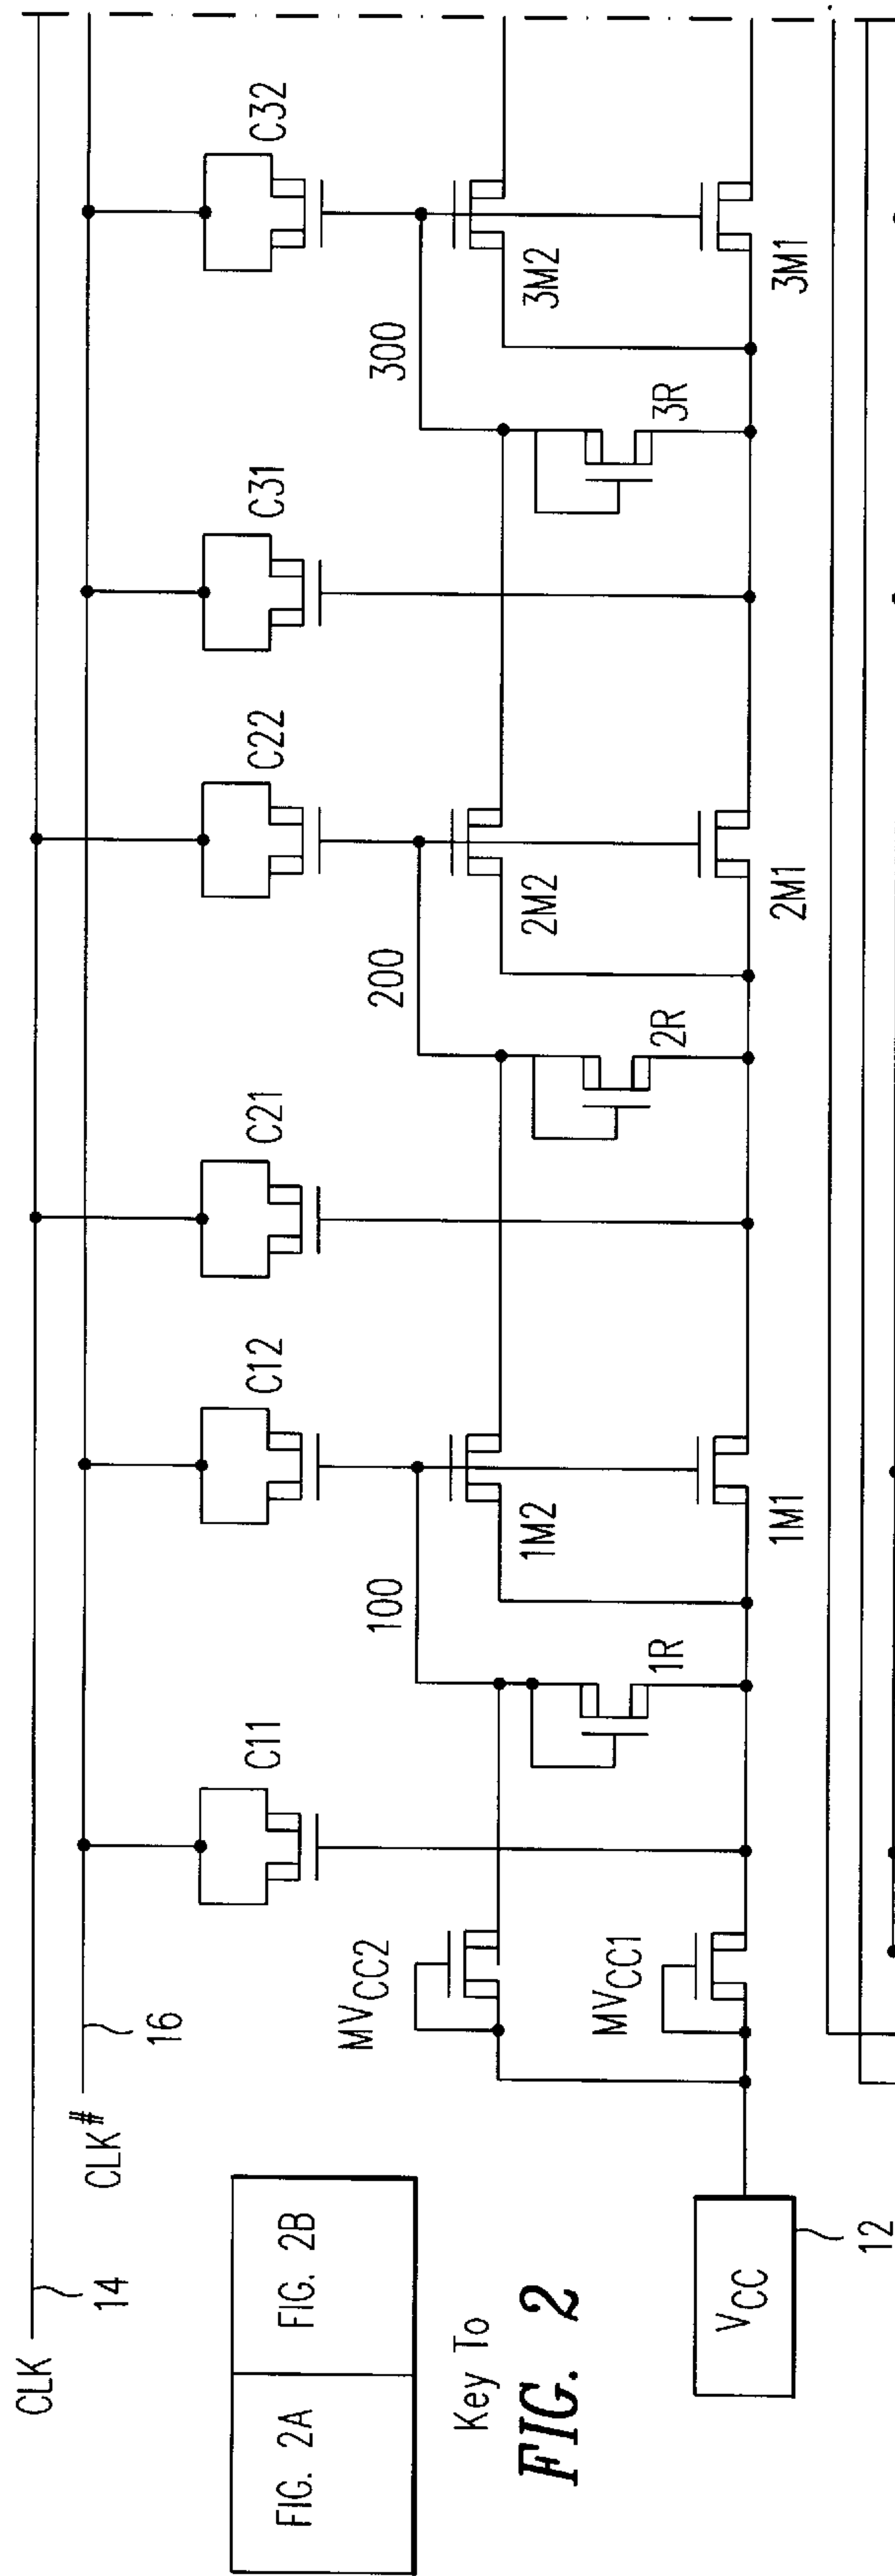 CLK
14
CLK#
16
FIG. 2A
FIG. 2B
Key To
FIG. 2
VCC
12
MVCC2
MVCC1
C11
1R
100
C12
1M2
1M1
C21
2R
200
C22
2M2
2M1
C31
3R
300
C32
3M2
3M1